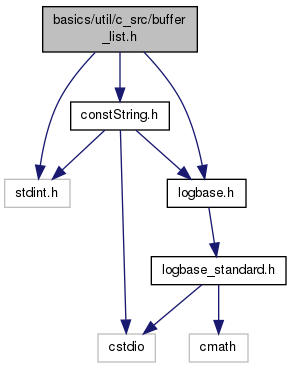 basics/util/c_src/buffer
_list.h
constString.h
stdint.h
logbase.h
logbase_standard.h
cstdio
cmath